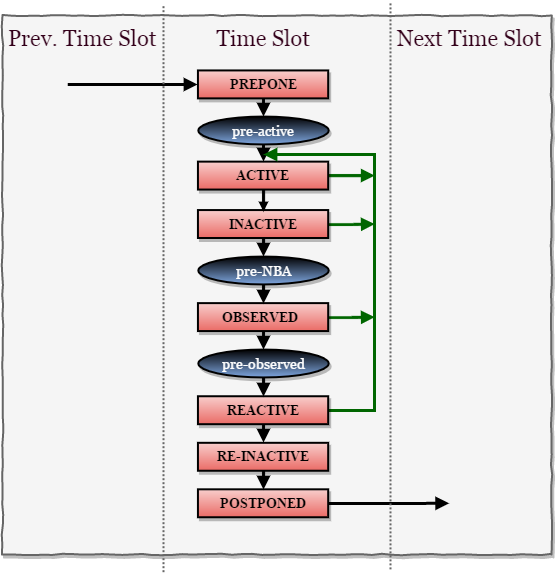 Prev. Time Slot
Time Slot
Next Time Slot
PREPONE
pre-active
ACTIVE
INACTIVE
pre-NBA
OBSERVED
pre-observed
REACTIVE
RE-INACTIVE
POSTPONED